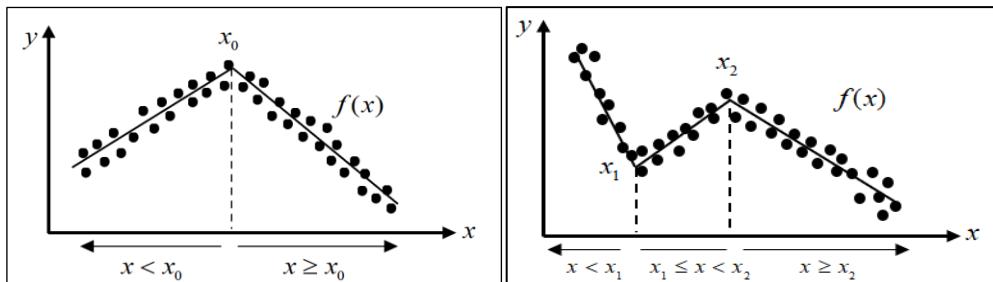 y
x₀
f(x)
x
x < x₀
x ≥ x₀
y
x₂
f(x)
x₁
x
x < x₁
x₁ ≤ x < x₂
x ≥ x₂